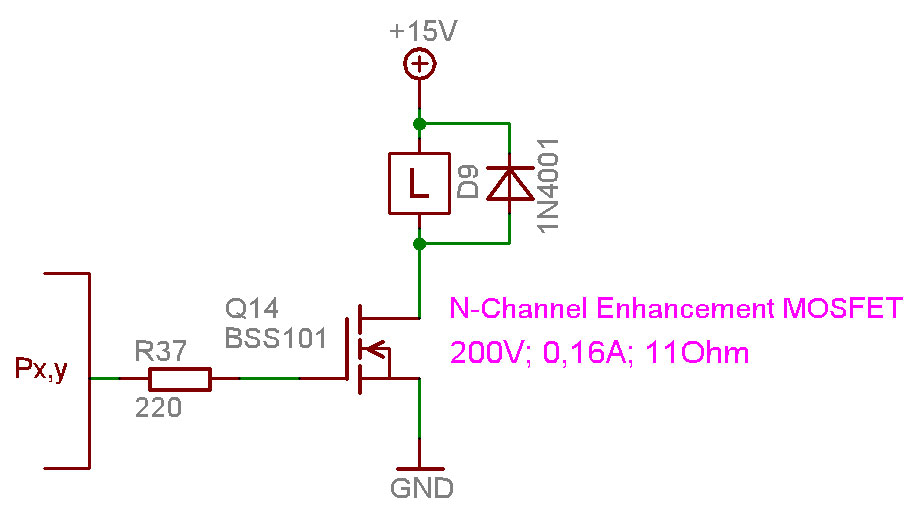 +15V
L
D9
1N4001
Q14
BSS101
N-Channel Enhancement MOSFET
200V; 0,16A; 11Ohm
R37
Px,y
220
GND